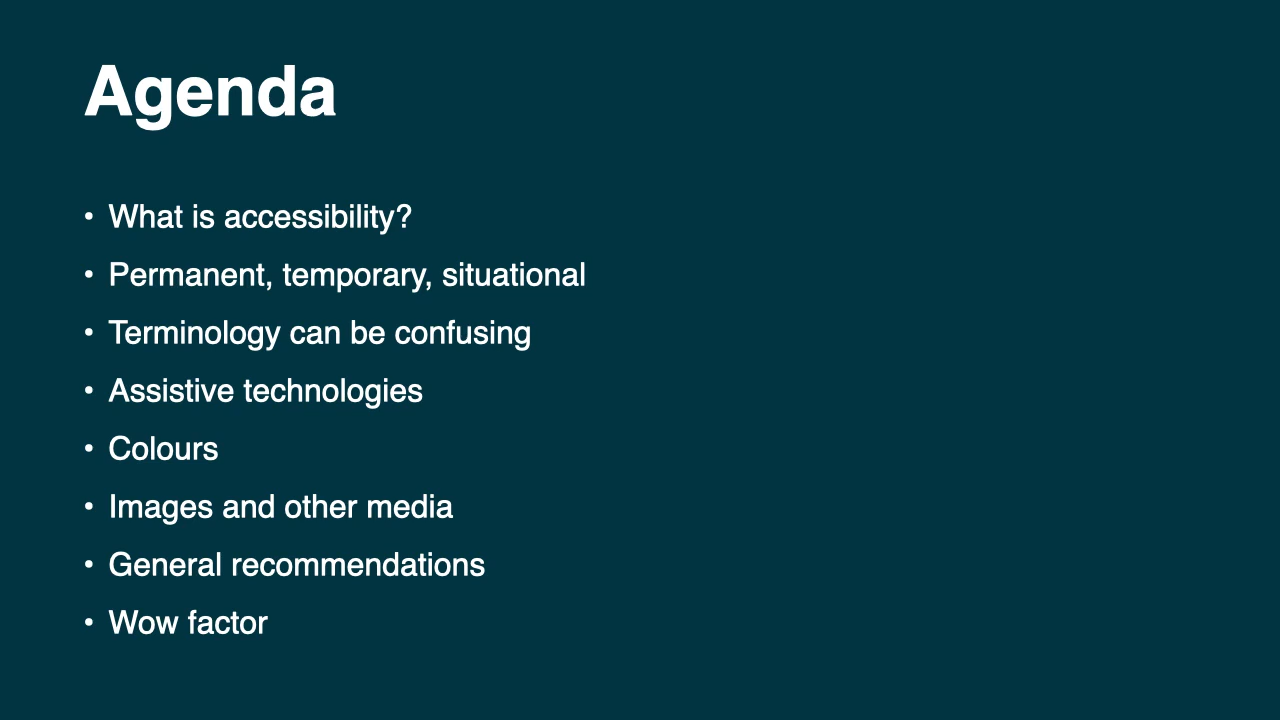 Agenda
• What is accessibility?
• Permanent, temporary, situational
• Terminology can be confusing
• Assistive technologies
• Colours
• Images and other media
• General recommendations
• Wow factor